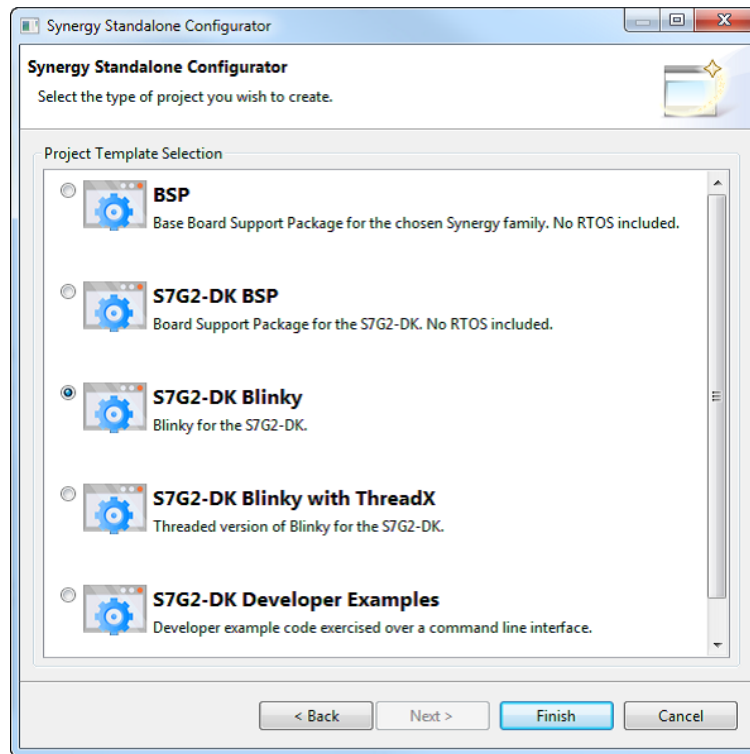 Synergy Standalone Configurator
Synergy Standalone Configurator
Select the type of project you wish to create.
Project Template Selection
BSP
Base Board Support Package for the chosen Synergy family. No RTOS included.
S7G2-DK BSP
Board Support Package for the S7G2-DK. No RTOS included.
S7G2-DK Blinky
Blinky for the S7G2-DK.
S7G2-DK Blinky with ThreadX
Threaded version of Blinky for the S7G2-DK.
S7G2-DK Developer Examples
Developer example code exercised over a command line interface.
< Back Next > Finish Cancel